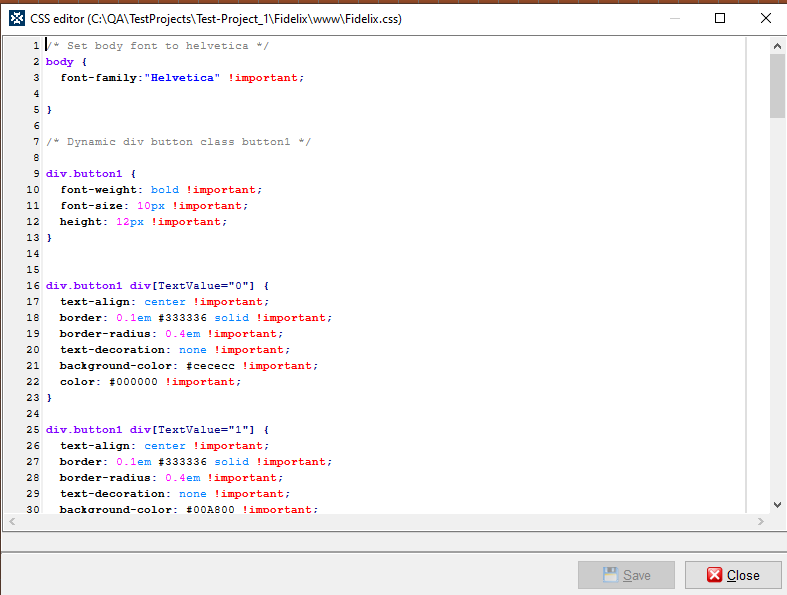 CSS editor (C:\QA\TestProjects\Test-Project_1\Fidelix\www\Fidelix.css)
1 /* Set body font to helvetica */
2 body {
3   font-family:"Helvetica" !important;
4
5 }
6
7 /* Dynamic div button class button1 */
8
9 div.button1 {
10   font-weight: bold !important;
11   font-size: 10px !important;
12   height: 12px !important;
13 }
14
15
16 div.button1 div[TextValue="0"] {
17   text-align: center !important;
18   border: 0.1em #333336 solid !important;
19   border-radius: 0.4em !important;
20   text-decoration: none !important;
21   background-color: #cececc !important;
22   color: #000000 !important;
23 }
24
25 div.button1 div[TextValue="1"] {
26   text-align: center !important;
27   border: 0.1em #333336 solid !important;
28   border-radius: 0.4em !important;
29   text-decoration: none !important;
30   background-color: #00A800 !important;
Save
Close